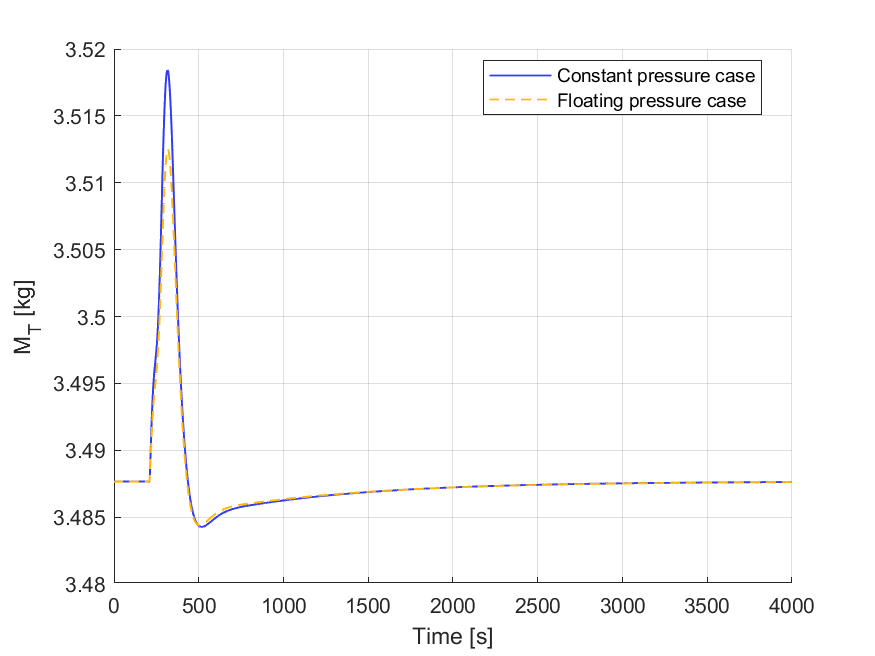 3.52
3.515
3.51
3.505
3.5
3.495
3.49
3.485
3.48
M_T [kg]
Constant pressure case
Floating pressure case
0 500 1000 1500 2000 2500 3000 3500 4000
Time [s]